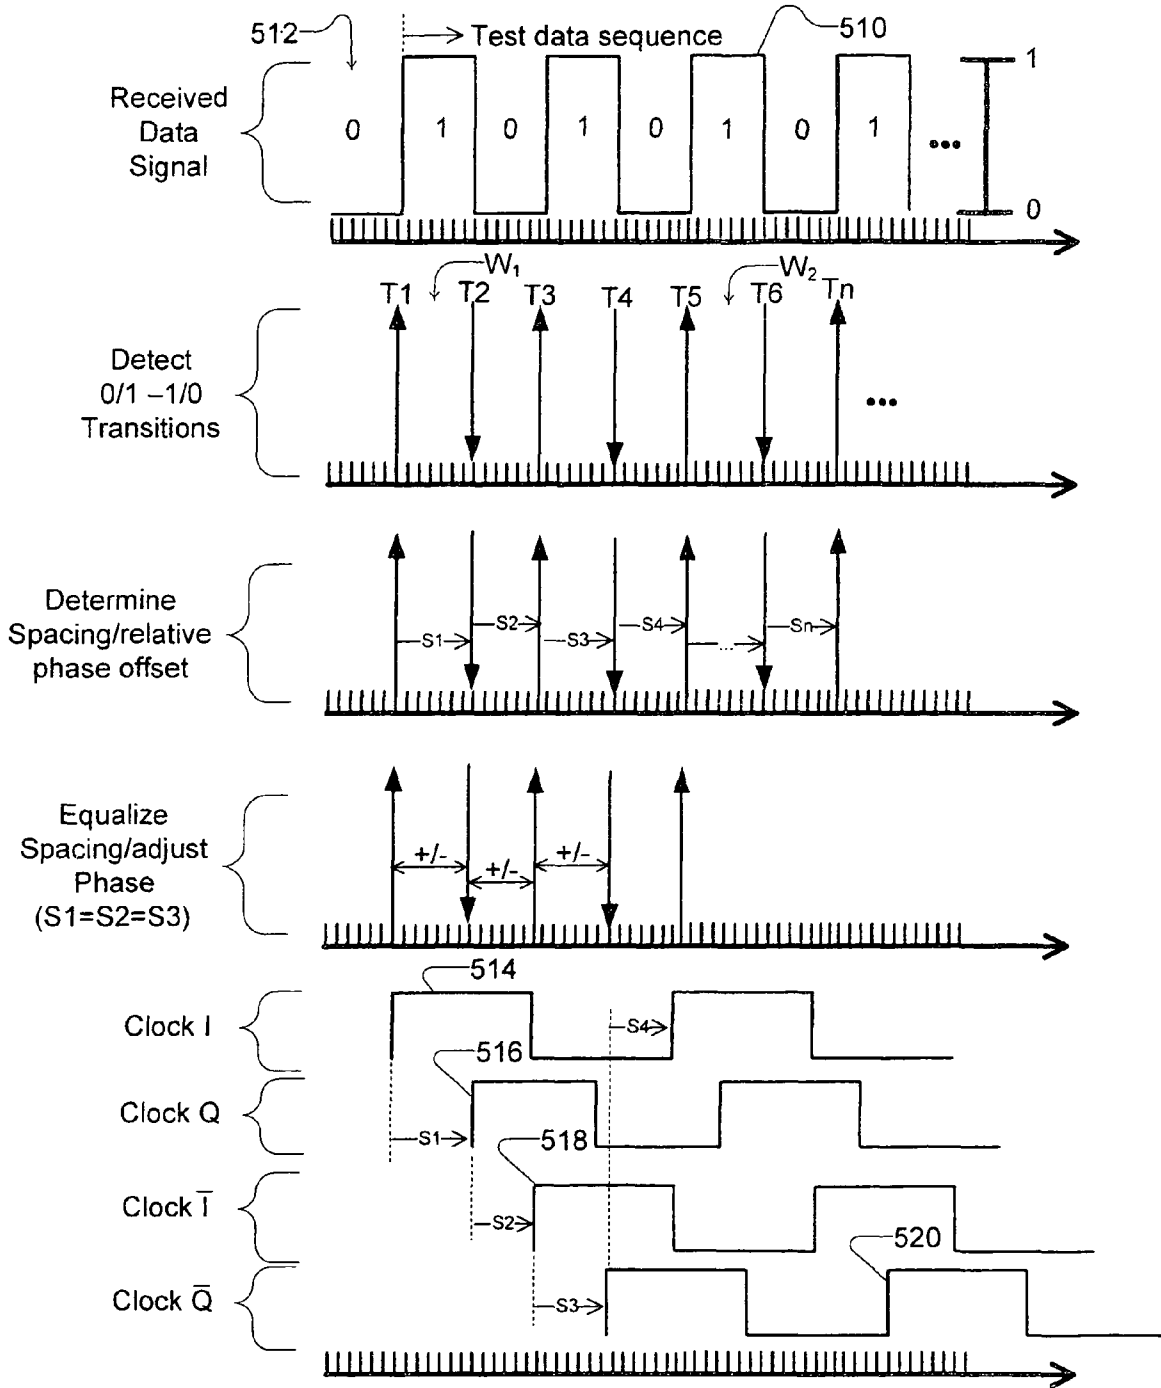 512
Test data sequence
510
Received
Data
Signal
0 1 0 1 0 1 0 1 ...
1
0
W1
W2
T1 T2 T3 T4 T5 T6 Tn
Detect
0/1 –1/0
Transitions
...
Determine
Spacing/relative
phase offset
S1 S2 S3 S4 ... Sn
Equalize
Spacing/adjust
Phase
(S1=S2=S3)
+/- +/- +/-
514
Clock I
S4
516
Clock Q
S1
518
Clock I̅
S2
520
Clock Q̅
S3